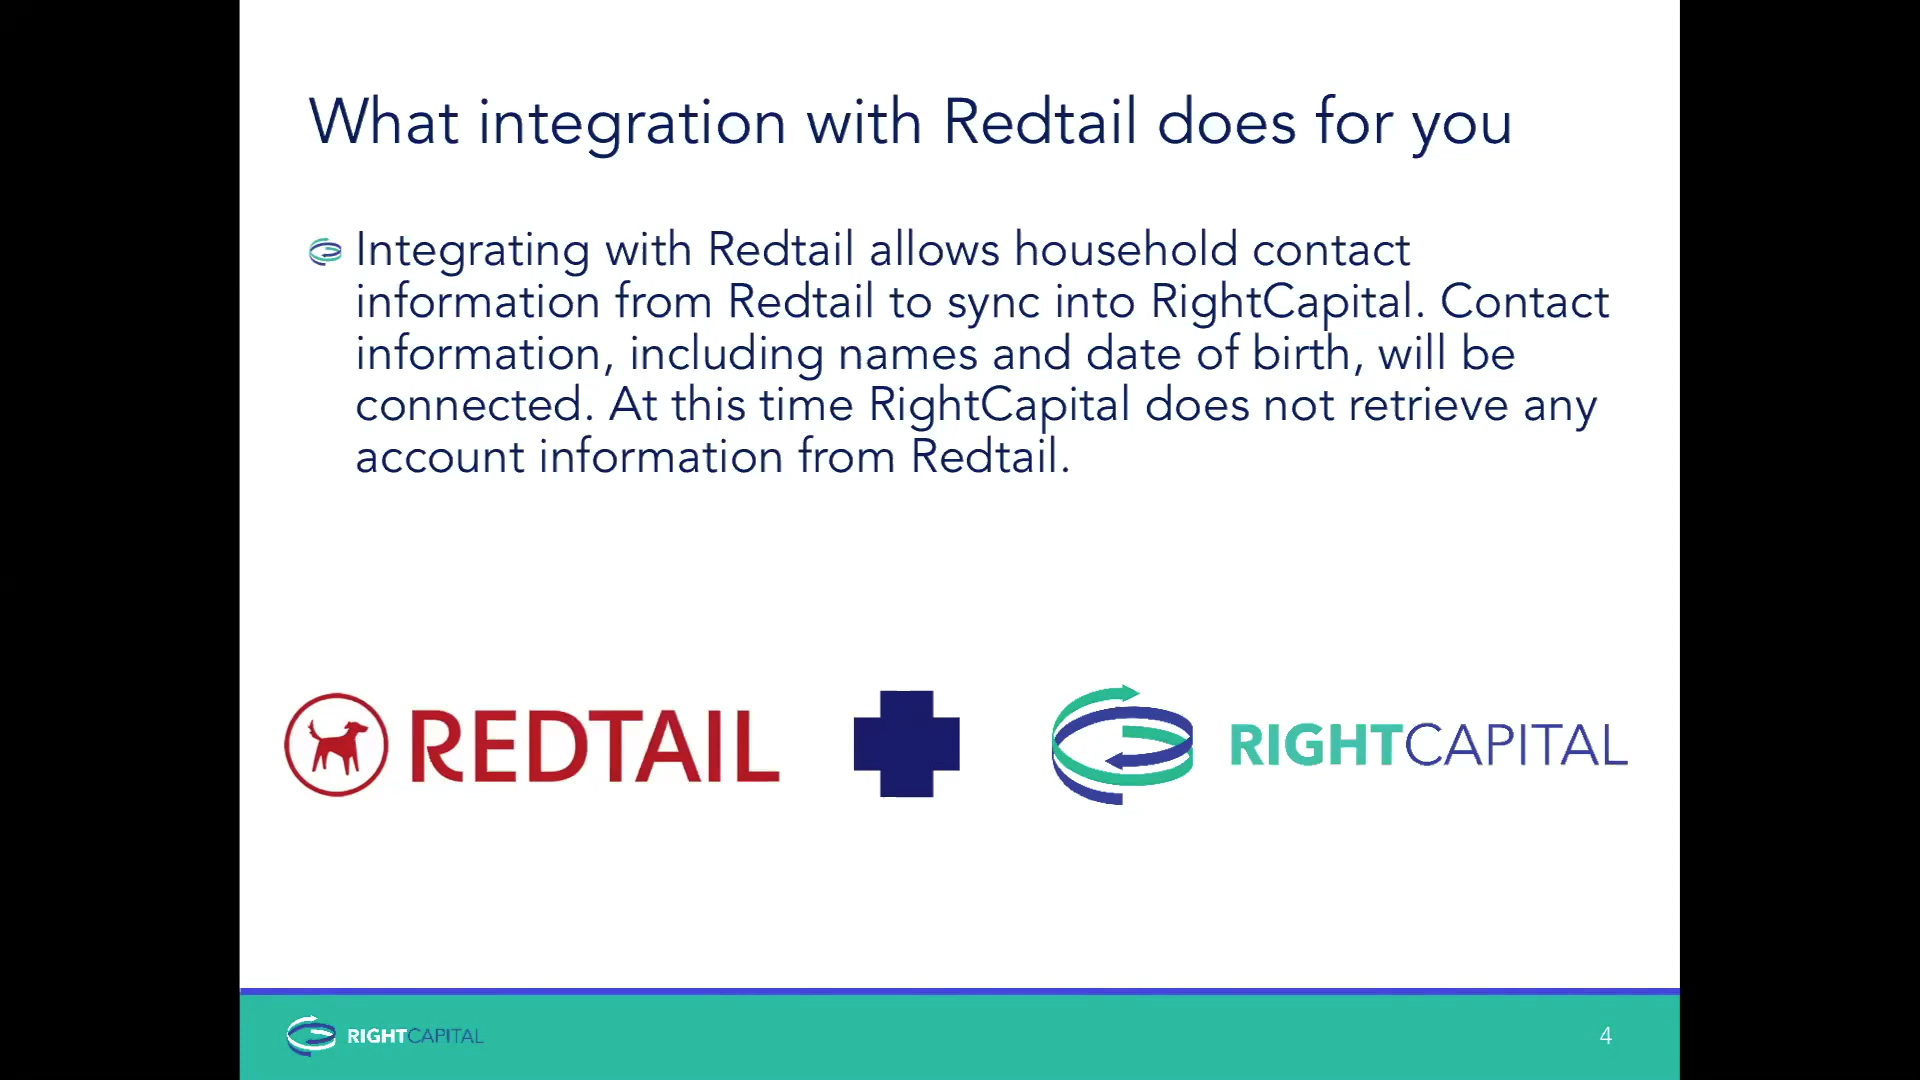 What integration with Redtail does for you
Integrating with Redtail allows household contact
information from Redtail to sync into RightCapital. Contact
information, including names and date of birth, will be
connected. At this time RightCapital does not retrieve any
account information from Redtail.
REDTAIL
RIGHTCAPITAL
RIGHTCAPITAL
4